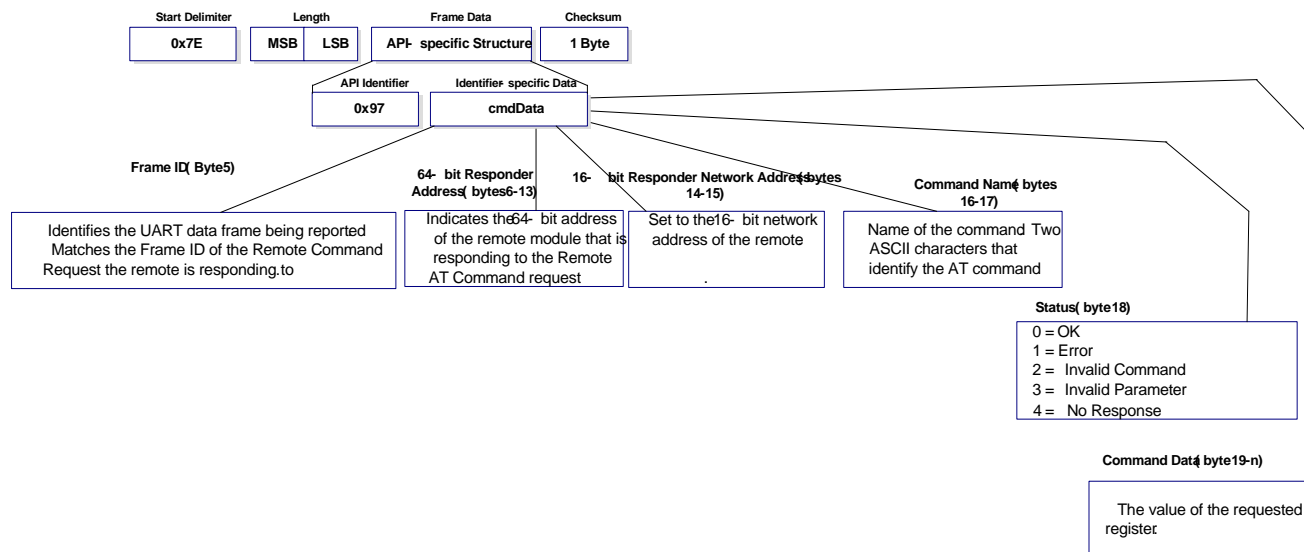 Start Delimiter Length Frame Data Checksum
0x7E MSB LSB API- specific Structure 1 Byte
API Identifier Identifier- specific Data
0x97 cmdData
Frame ID( Byte5)
Identifies the UART data frame being reported
Matches the Frame ID of the Remote Command
Request the remote is responding.to
64- bit Responder
Address( bytes6-13)
Indicates the64- bit address
of the remote module that is
responding to the Remote
AT Command request
16- bit Responder Network Address( bytes
14-15)
Set to the16- bit network
address of the remote
.
Command Name( bytes
16-17)
Name of the command Two
ASCII characters that
identify the AT command
Status( byte18)
0 = OK
1 = Error
2 = Invalid Command
3 = Invalid Parameter
4 = No Response
Command Data( byte19-n)
The value of the requested
register.